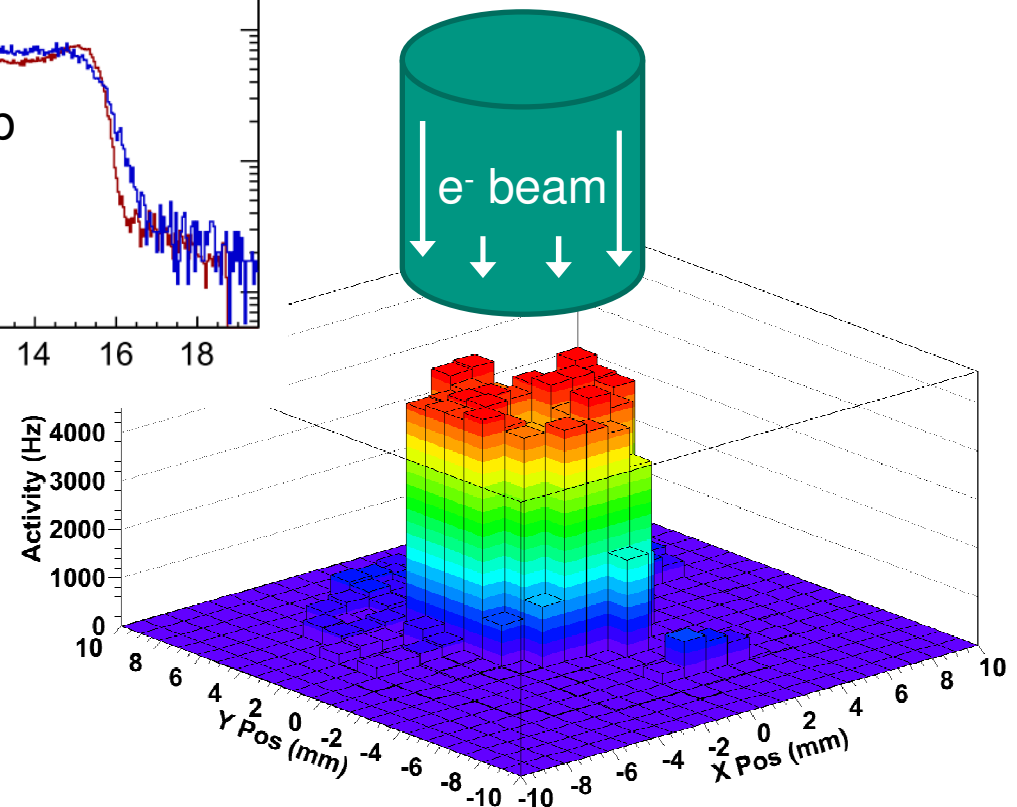 14 16 18
e- beam
Activity (Hz)
4000
3000
2000
1000
0
10 8 6 4 2 0 -2 -4 -6 -8 -10
Y Pos (mm)
-10 -8 -6 -4 -2 0 2 4 6 8 10
X Pos (mm)